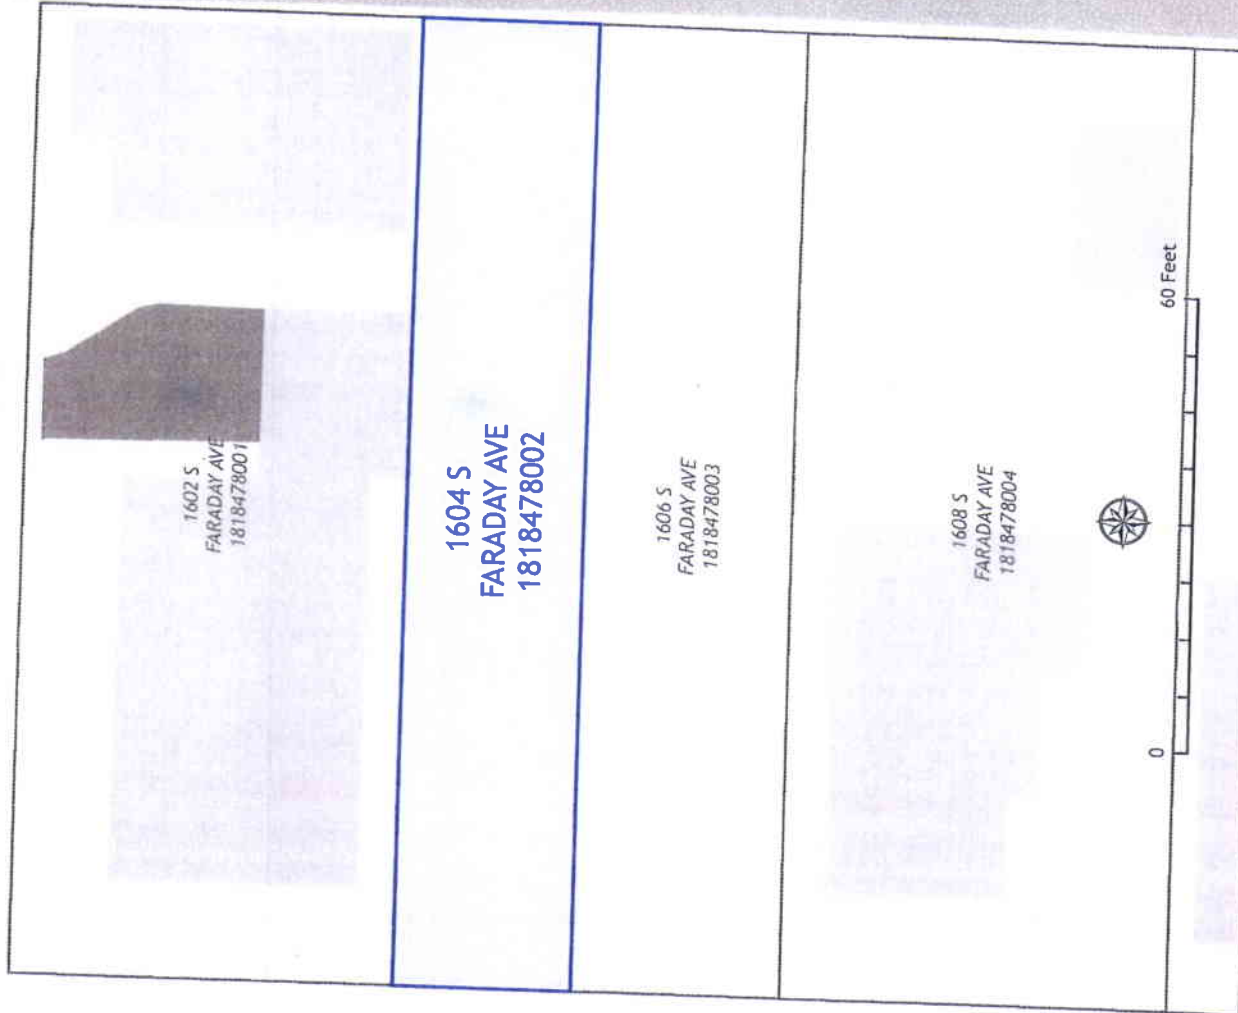 1602 S
FARADAY AVE
1818478001
1604 S
FARADAY AVE
1818478002
1606 S
FARADAY AVE
1818478003
1608 S
FARADAY AVE
1818478004
0
60 Feet